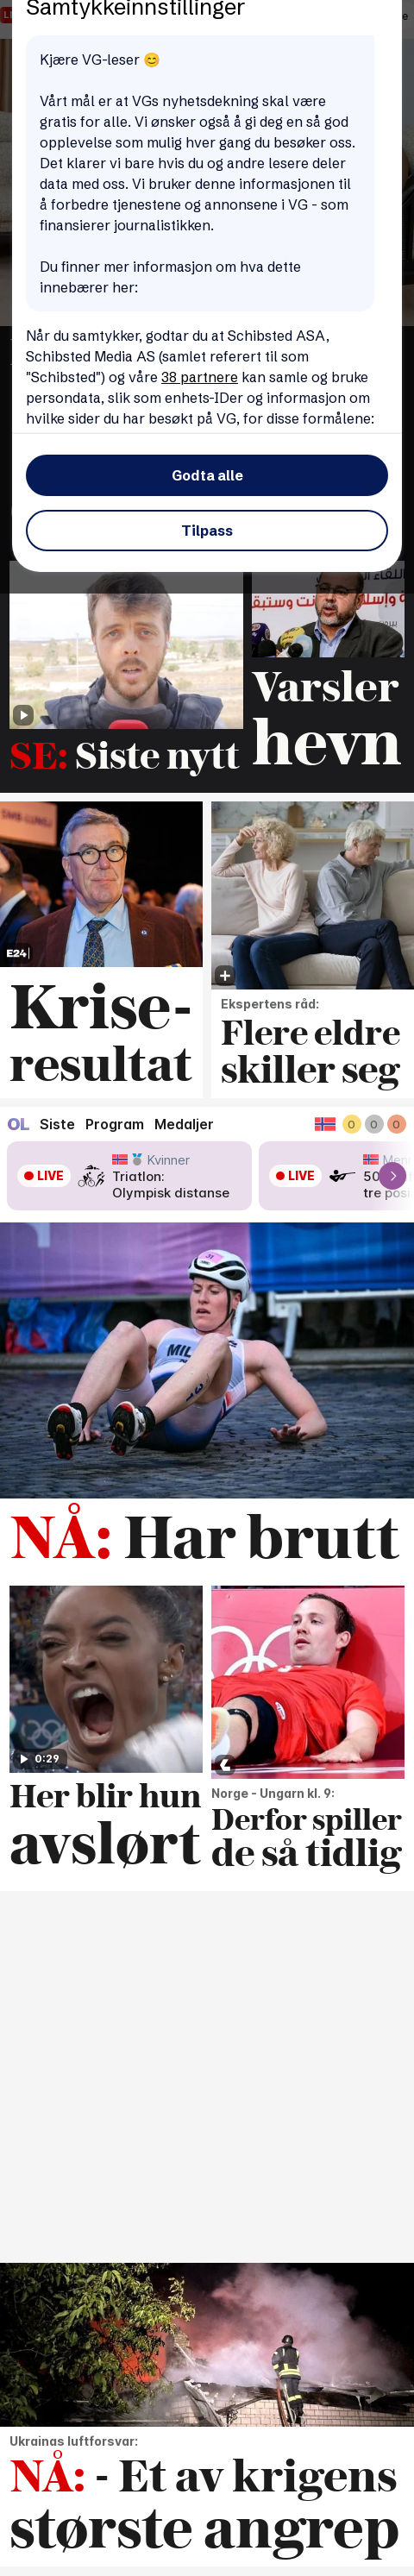 Samtykkeinnstillinger
Kjære VG-leser 😊
Vårt mål er at VGs nyhetsdekning skal være
gratis for alle. Vi ønsker også å gi deg en så god
opplevelse som mulig hver gang du besøker oss.
Det klarer vi bare hvis du og andre lesere deler
data med oss. Vi bruker denne informasjonen til
å forbedre tjenestene og annonsene i VG - som
finansierer journalistikken.
Du finner mer informasjon om hva dette
innebærer her:
Når du samtykker, godtar du at Schibsted ASA,
Schibsted Media AS (samlet referert til som
"Schibsted") og våre 38 partnere kan samle og bruke
persondata, slik som enhets-IDer og informasjon om
hvilke sider du har besøkt på VG, for disse formålene:
Godta alle
Tilpass
SE: Siste nytt
Varsler
hevn
E24
Krise-
resultat
Ekspertens råd:
Flere eldre
skiller seg
OL Siste Program Medaljer 0 0 0
LIVE
Kvinner
Triatlon:
Olympisk distanse
LIVE
50
tre posi
NÅ: Har brutt
0:29
Her blir hun
avslørt
Norge - Ungarn kl. 9:
Derfor spiller
de så tidlig
Ukrainas luftforsvar:
NÅ: - Et av krigens
største angrep